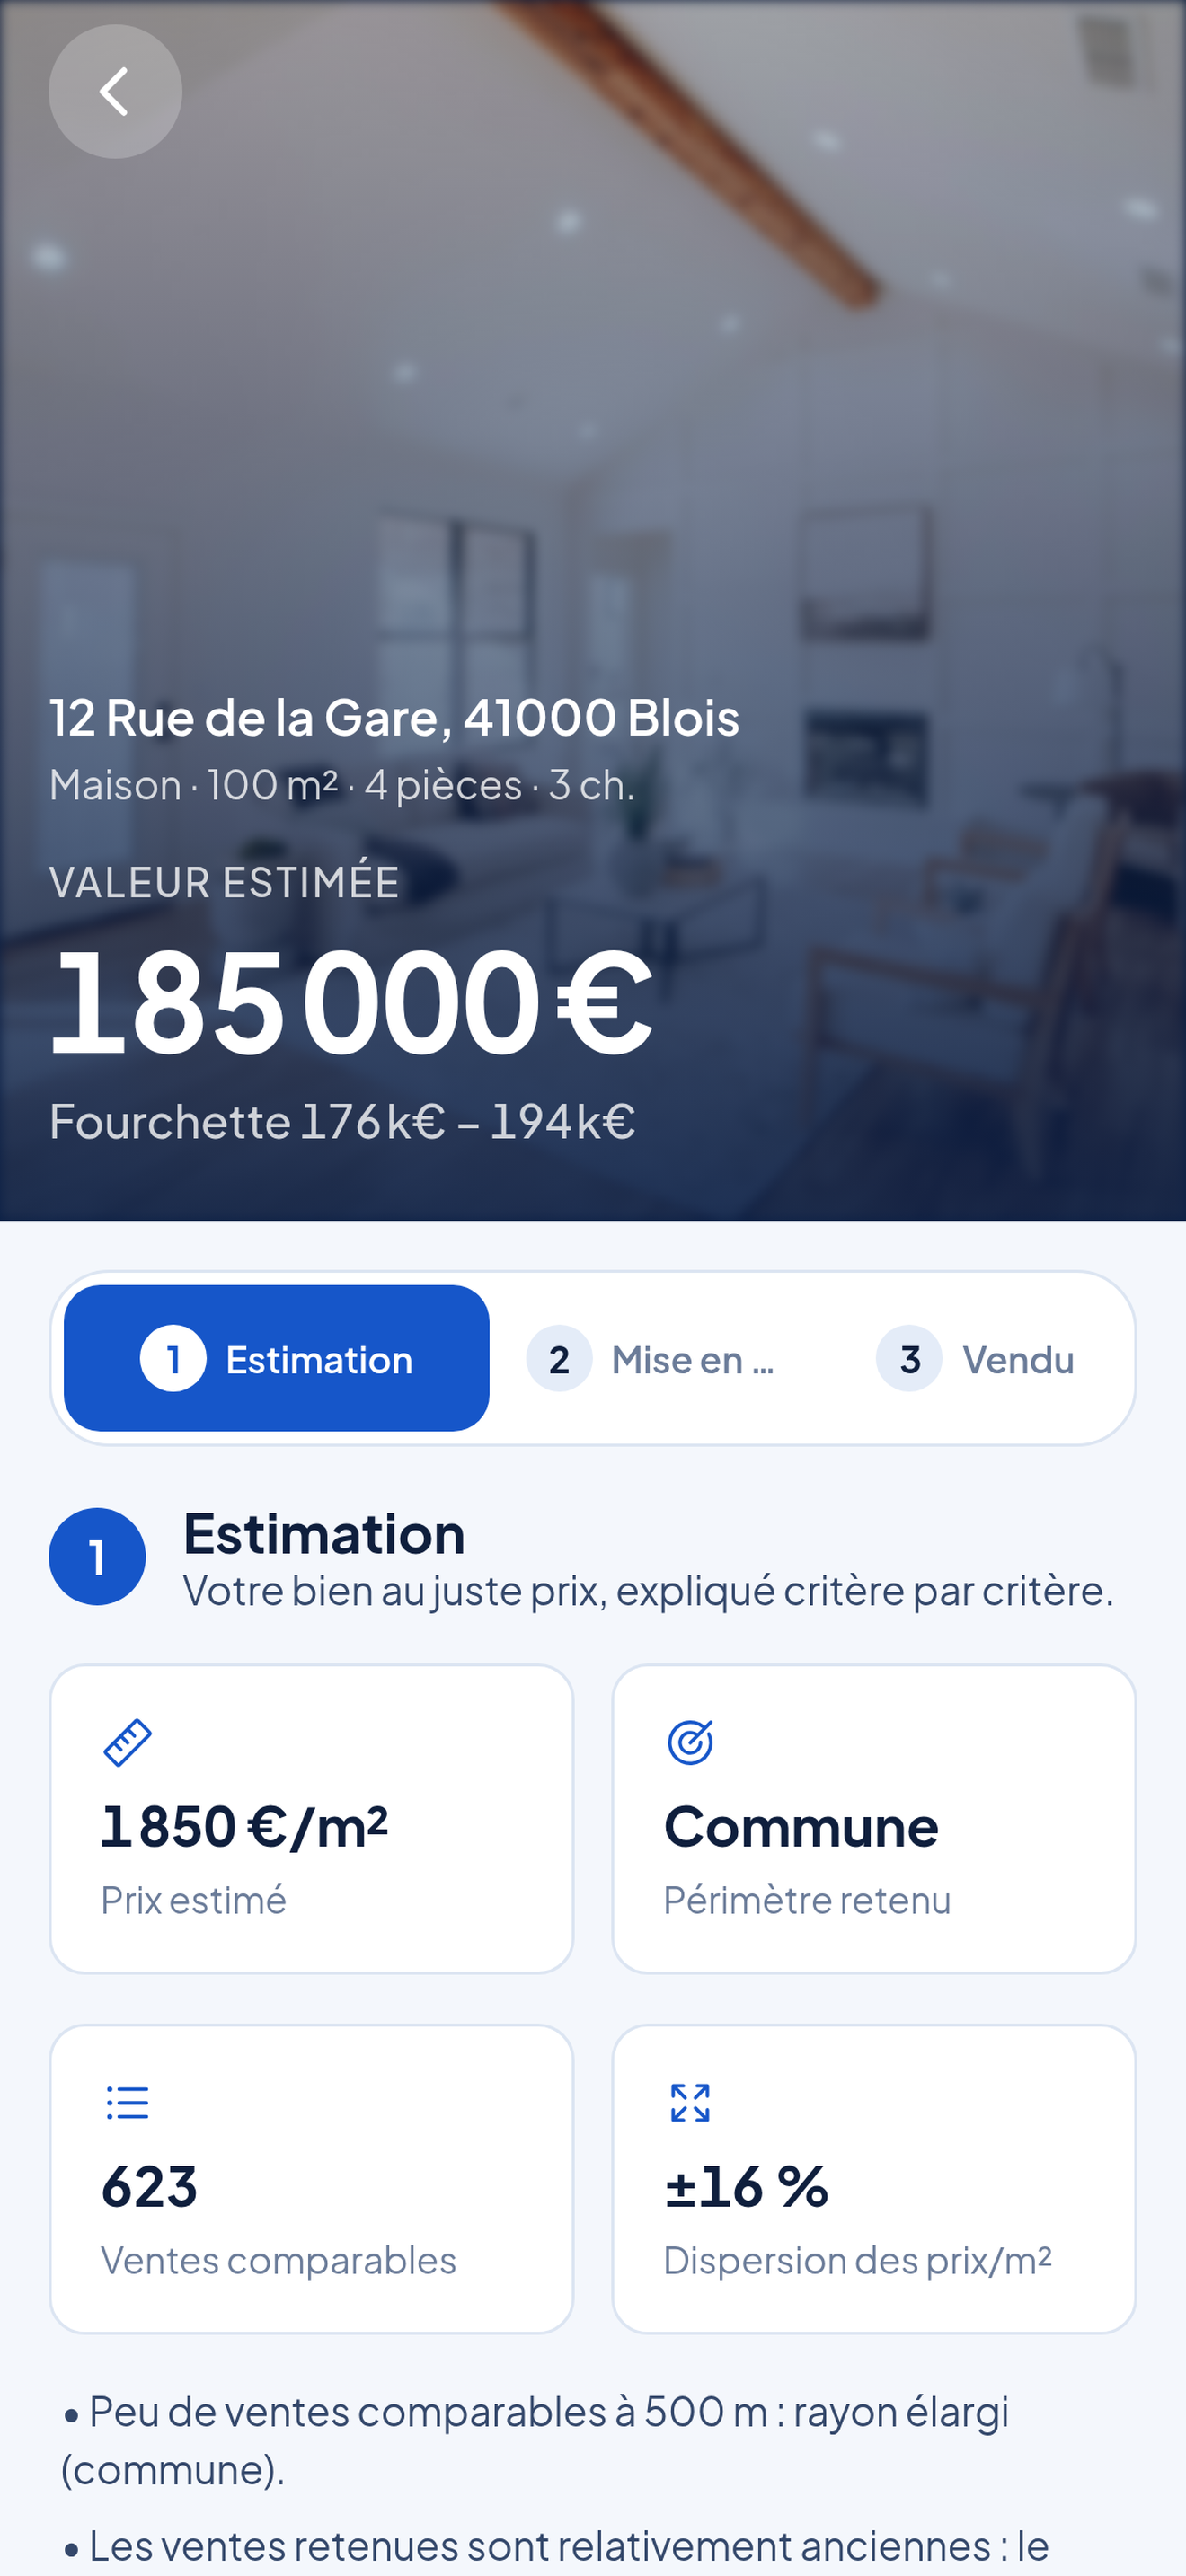 12 Rue de la Gare, 41000 Blois
Maison · 100 m² · 4 pièces · 3 ch.
VALEUR ESTIMÉE
185 000 €
Fourchette 176 k€ – 194 k€
1 Estimation 2 Mise en ... 3 Vendu
1 Estimation
Votre bien au juste prix, expliqué critère par critère.
1 850 €/m²
Prix estimé
Commune
Périmètre retenu
623
Ventes comparables
±16 %
Dispersion des prix/m²
• Peu de ventes comparables à 500 m : rayon élargi
(commune).
• Les ventes retenues sont relativement anciennes : le